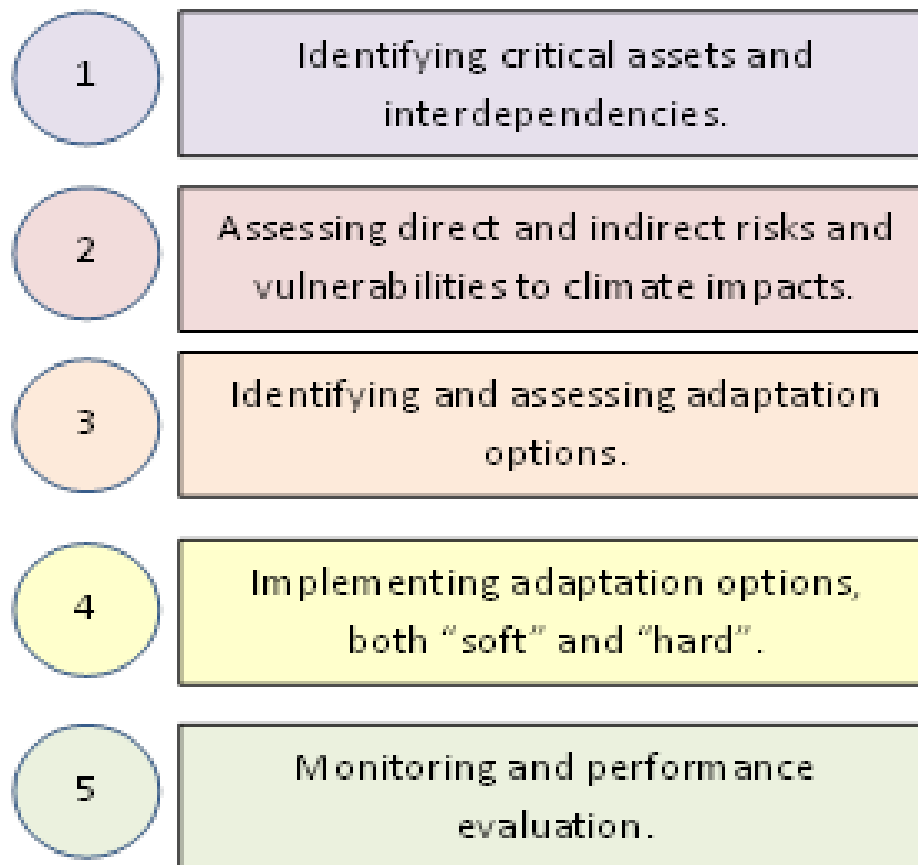 1
Identifying critical assets and
interdependencies.
2
Assessing direct and indirect risks and
vulnerabilities to climate impacts.
3
Identifying and assessing adaptation
options.
4
Implementing adaptation options,
both “soft” and “hard”.
5
Monitoring and performance
evaluation.